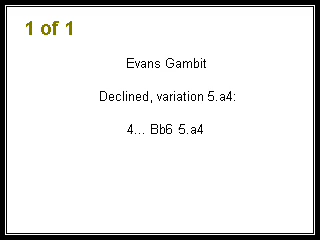 1 of 1
Evans Gambit
Declined, variation 5.a4:
4... Bb6 5.a4